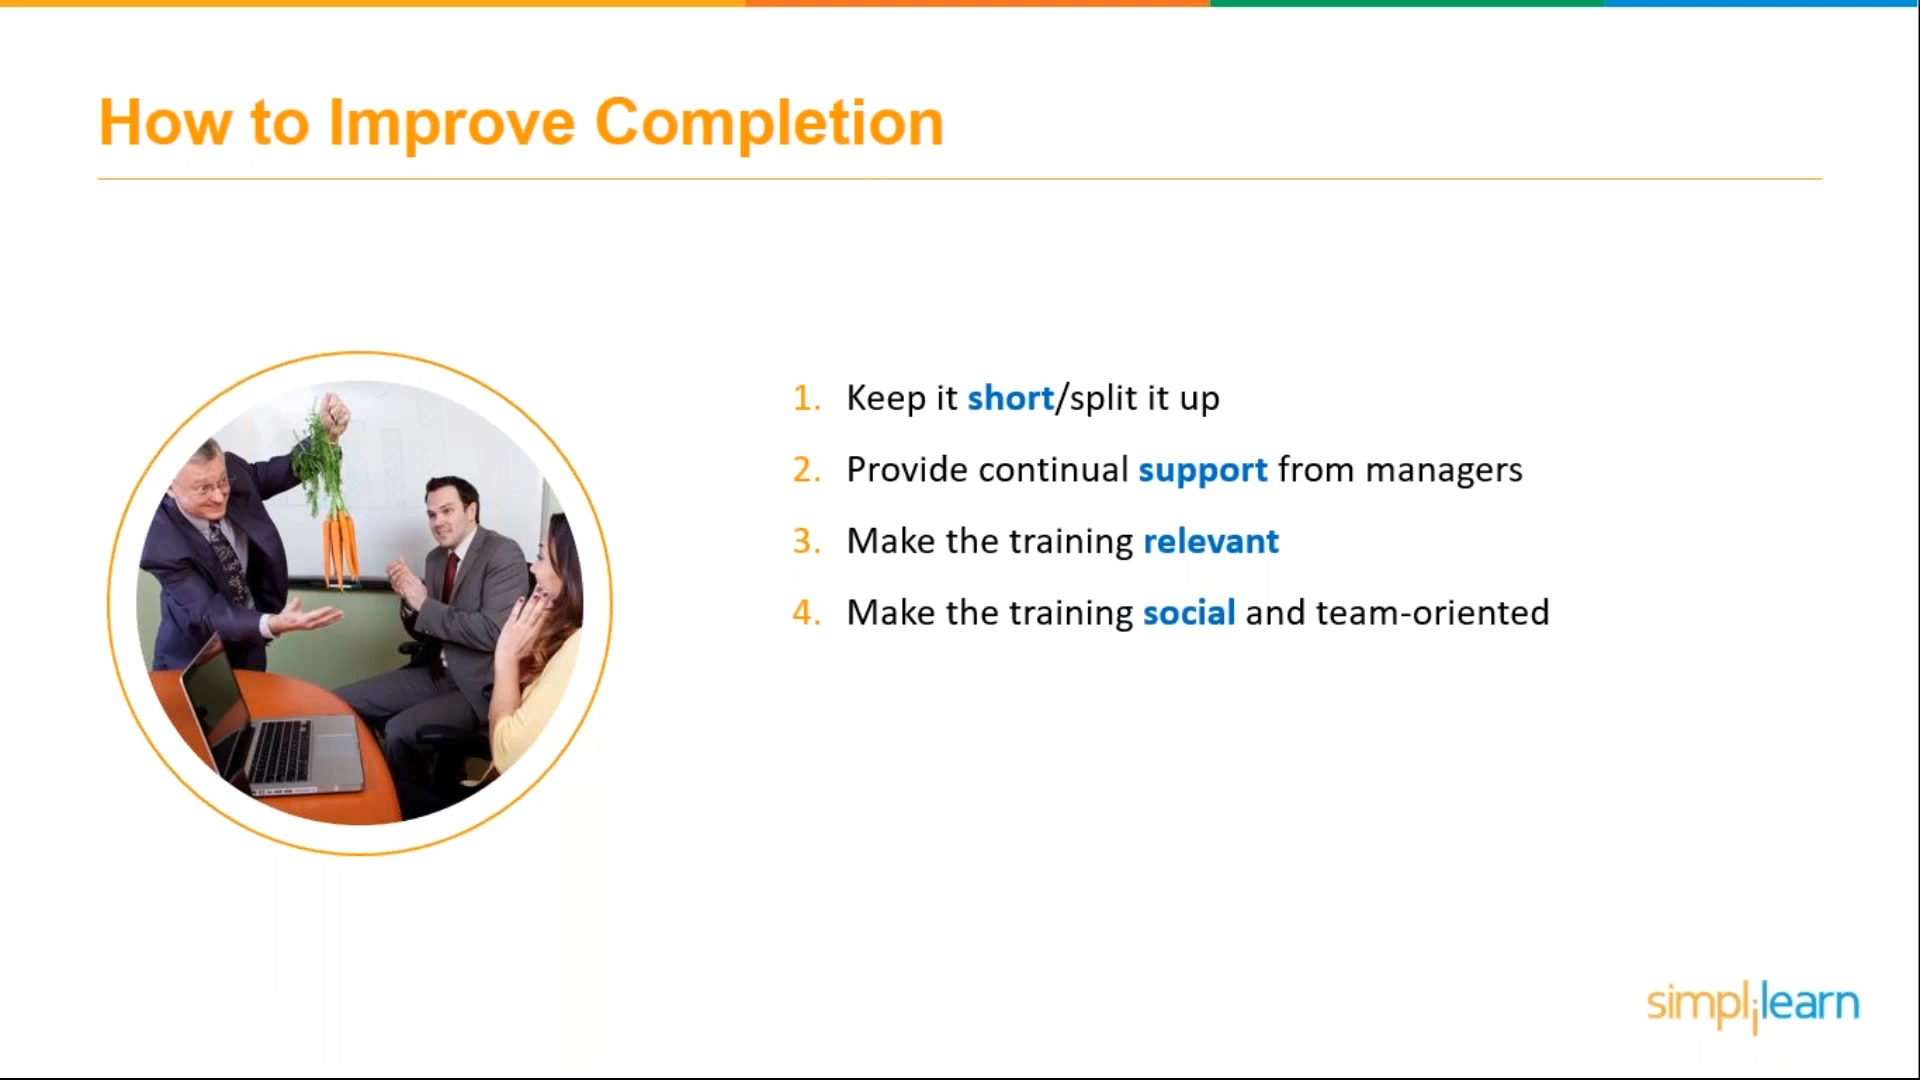 How to Improve Completion
1. Keep it short/split it up
2. Provide continual support from managers
3. Make the training relevant
4. Make the training social and team-oriented
simplilearn